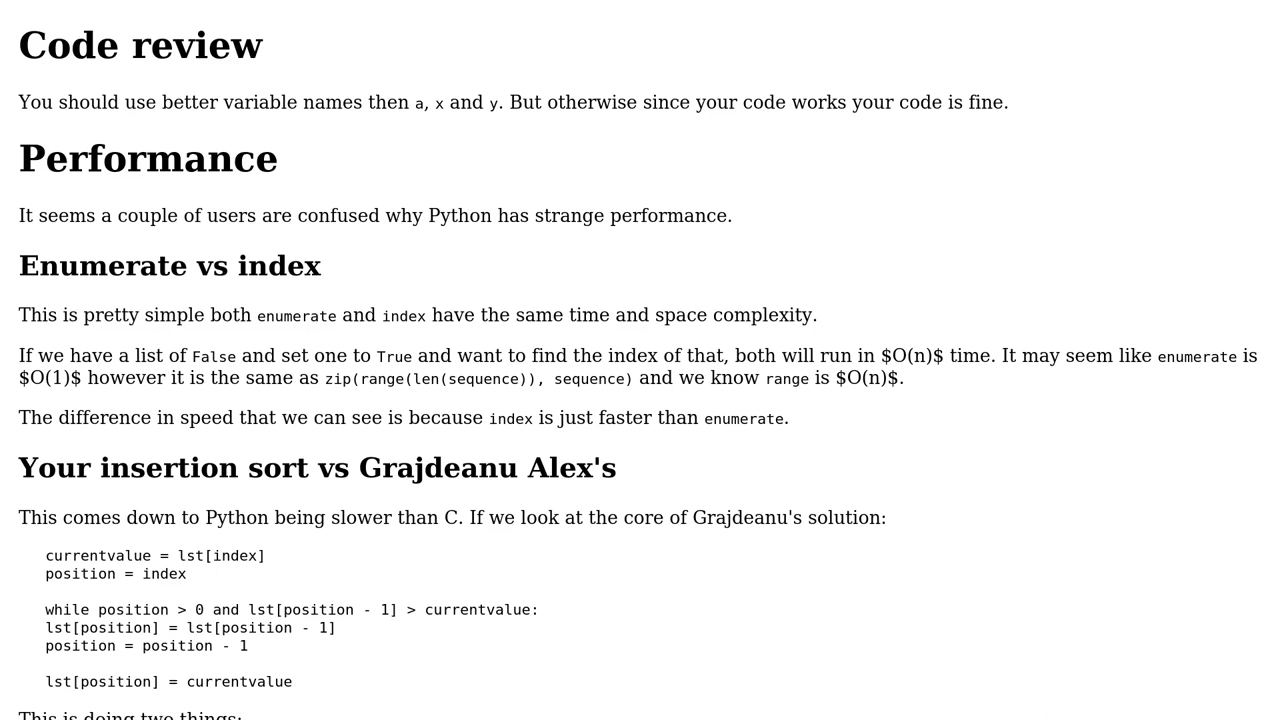 Code review
You should use better variable names then a, x and y. But otherwise since your code works your code is fine.
Performance
It seems a couple of users are confused why Python has strange performance.
Enumerate vs index
This is pretty simple both enumerate and index have the same time and space complexity.
If we have a list of False and set one to True and want to find the index of that, both will run in $O(n)$ time. It may seem like enumerate is
$O(1)$ however it is the same as zip(range(len(sequence)), sequence) and we know range is $O(n)$.
The difference in speed that we can see is because index is just faster than enumerate.
Your insertion sort vs Grajdeanu Alex's
This comes down to Python being slower than C. If we look at the core of Grajdeanu's solution:
currentvalue = lst[index]
position = index
while position > 0 and lst[position - 1] > currentvalue:
lst[position] = lst[position - 1]
position = position - 1
lst[position] = currentvalue
This is doing two things: